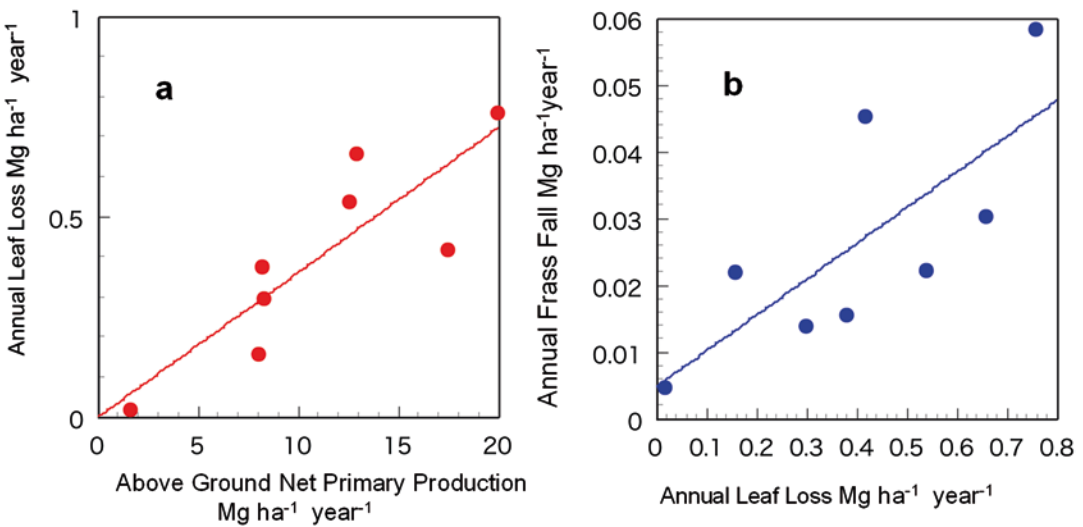 a
Annual Leaf Loss Mg ha⁻¹ year⁻¹
1
0.5
0
0 5 10 15 20
Above Ground Net Primary Production
Mg ha⁻¹ year⁻¹
b
Annual Frass Fall Mg ha⁻¹year⁻¹
0.06
0.05
0.04
0.03
0.02
0.01
0
0 0.1 0.2 0.3 0.4 0.5 0.6 0.7 0.8
Annual Leaf Loss Mg ha⁻¹ year⁻¹